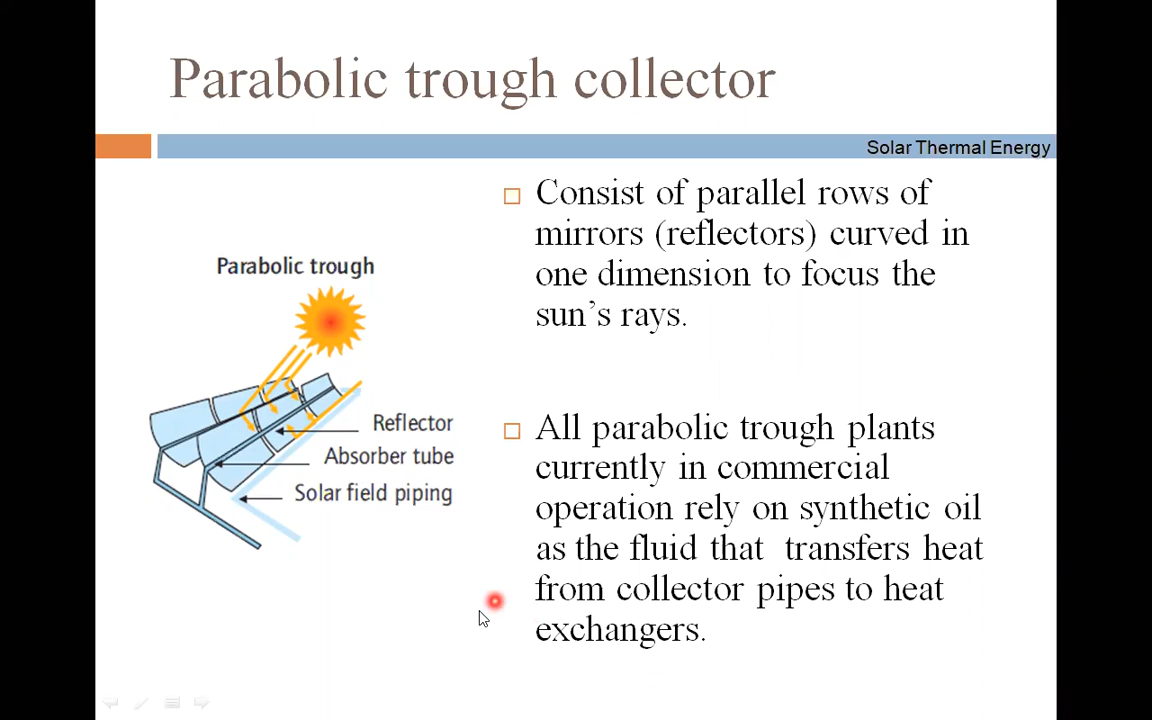 Parabolic trough collector
Solar Thermal Energy
Parabolic trough
Reflector
Absorber tube
Solar field piping
Consist of parallel rows of
mirrors (reflectors) curved in
one dimension to focus the
sun’s rays.
All parabolic trough plants
currently in commercial
operation rely on synthetic oil
as the fluid that transfers heat
from collector pipes to heat
exchangers.